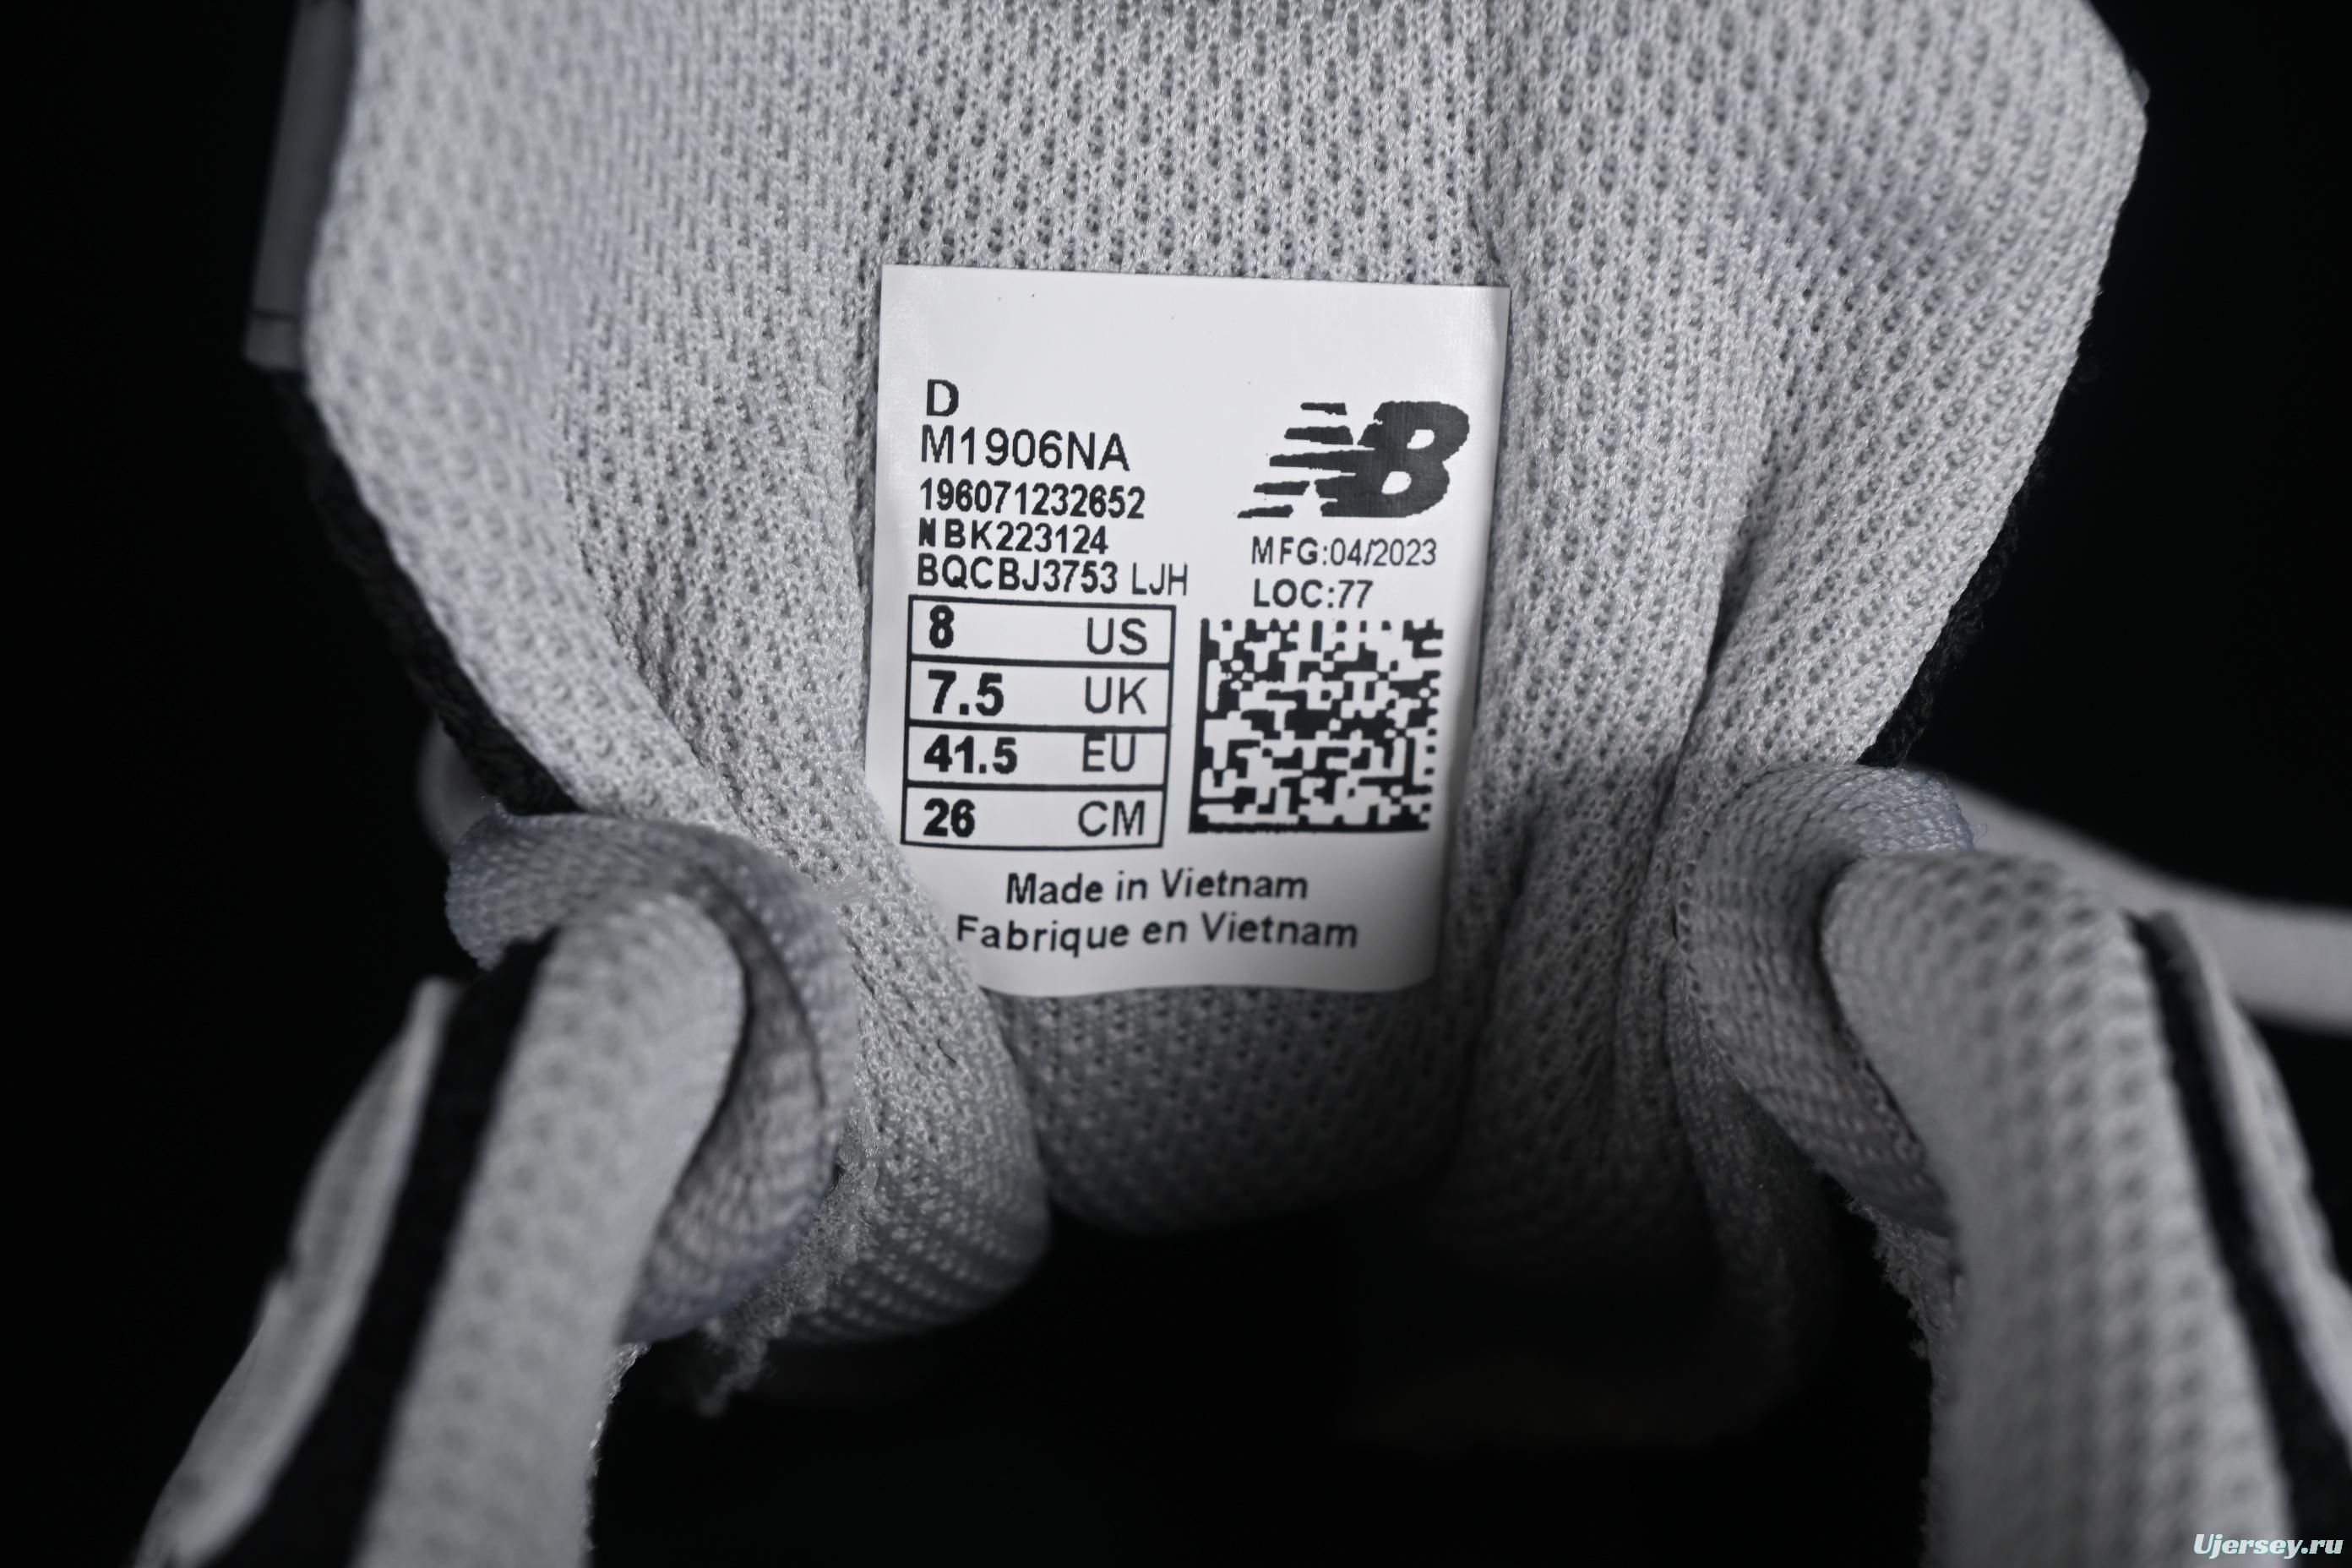 D
M1906NA
196071232652
NBK223124
BQCBJ3753 LJH
NB
MFG:04/2023
LOC:77
8 US
7.5 UK
41.5 EU
26 CM
Made in Vietnam
Fabrique en Vietnam
Ujersey.ru